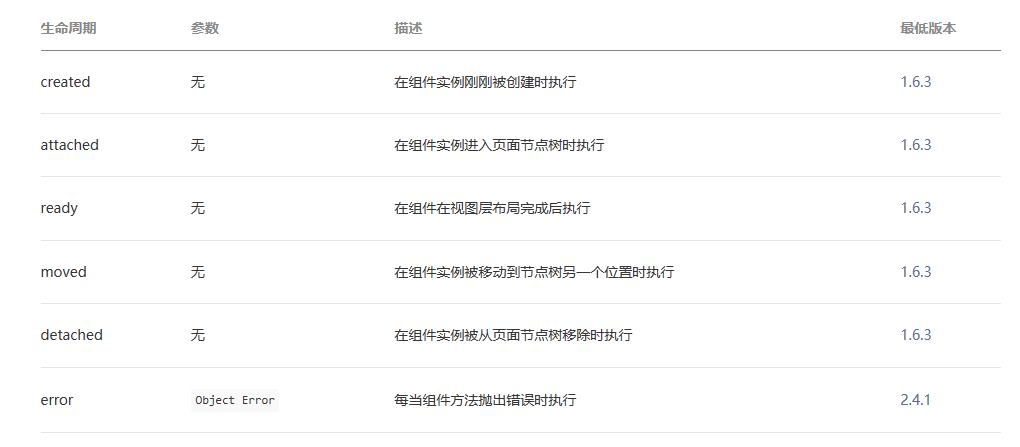 生命周期 参数 描述 最低版本
created 无 在组件实例刚刚被创建时执行 1.6.3
attached 无 在组件实例进入页面节点树时执行 1.6.3
ready 无 在组件在视图层布局完成后执行 1.6.3
moved 无 在组件实例被移动到节点树另一个位置时执行 1.6.3
detached 无 在组件实例被从页面节点树移除时执行 1.6.3
error Object Error 每当组件方法抛出错误时执行 2.4.1